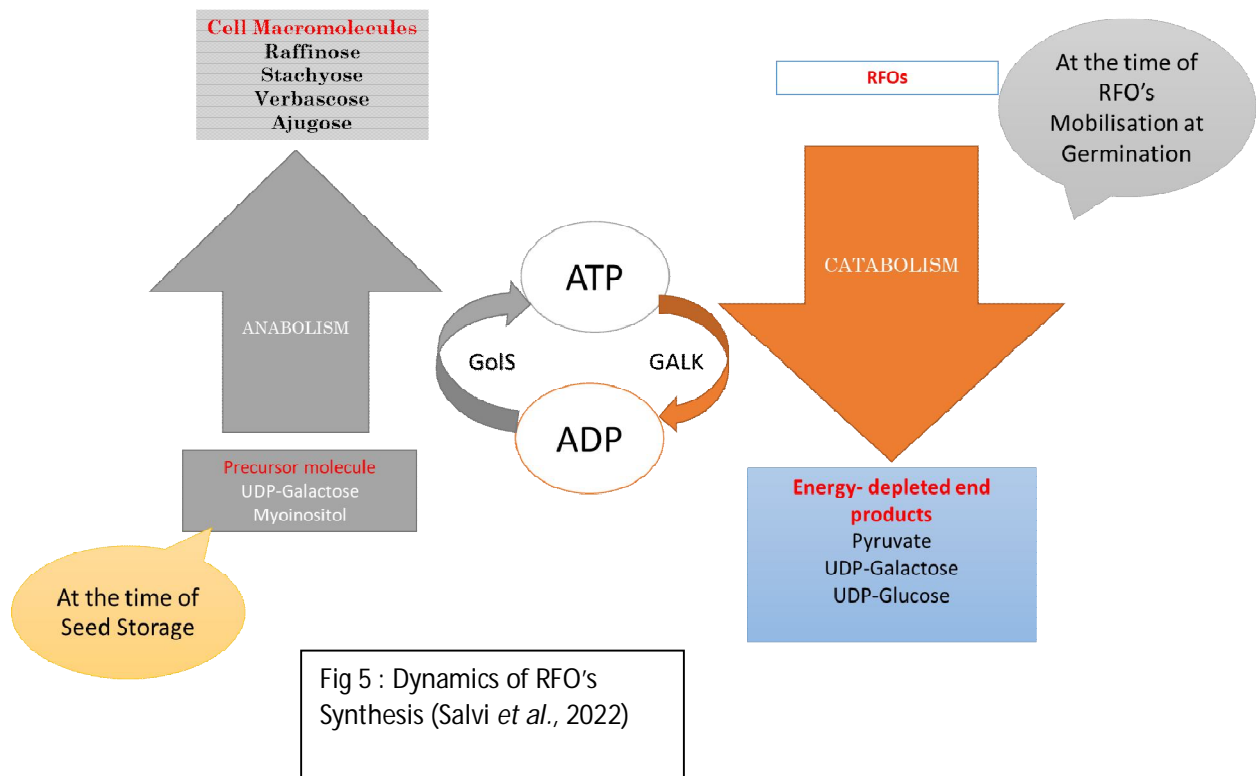 Cell Macromolecules
Raffinose
Stachyose
Verbascose
Ajugose
RFOs
At the time of
RFO's
Mobilisation at
Germination
ANABOLISM
ATP
GolS
GALK
ADP
CATABOLISM
Precursor molecule
UDP-Galactose
Myoinositol
At the time of
Seed Storage
Energy- depleted end
products
Pyruvate
UDP-Galactose
UDP-Glucose
Fig 5 : Dynamics of RFO's
Synthesis (Salvi et al., 2022)